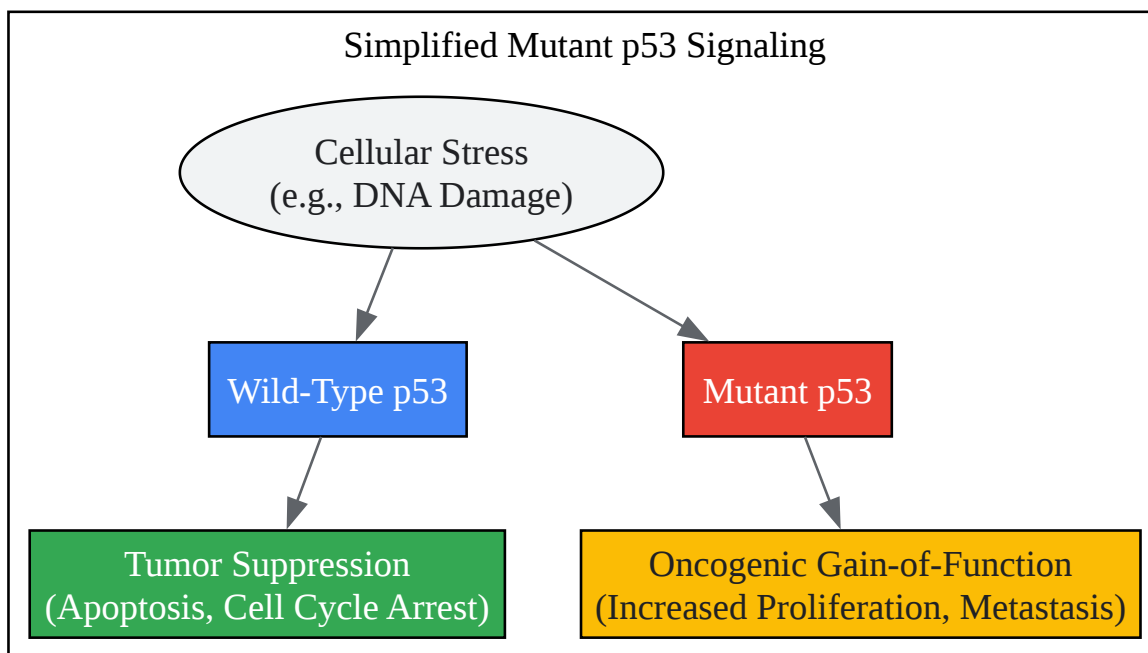 Simplified Mutant p53 Signaling
Cellular Stress
(e.g., DNA Damage)
Wild-Type p53
Mutant p53
Tumor Suppression
(Apoptosis, Cell Cycle Arrest)
Oncogenic Gain-of-Function
(Increased Proliferation, Metastasis)